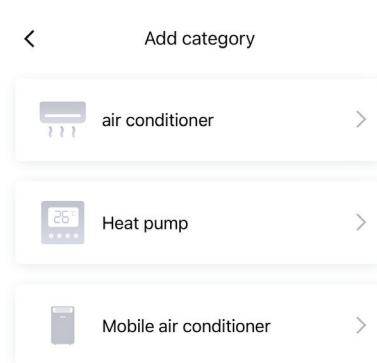 Add category
air conditioner
26°
Heat pump
Mobile air conditioner